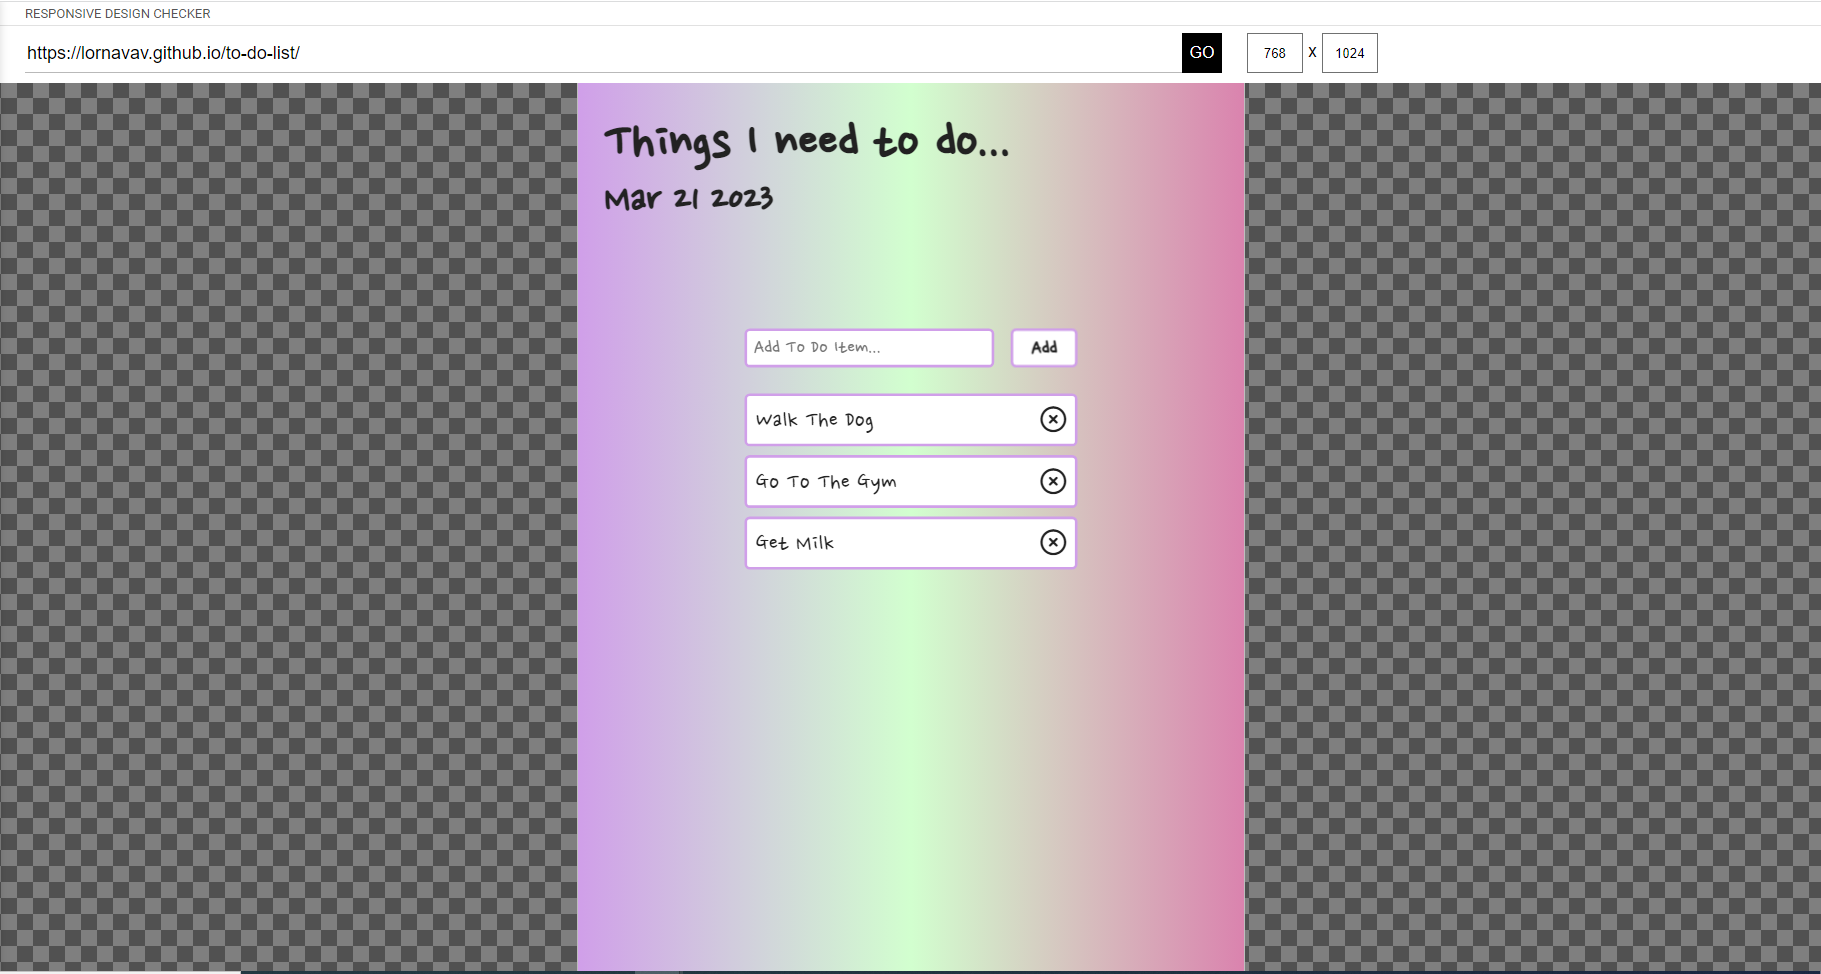 RESPONSIVE DESIGN CHECKER
https://lornavav.github.io/to-do-list/ GO 768 X 1024
Things I need to do...
Mar 21 2023
Add To Do Item... Add
Walk The Dog
Go To The Gym
Get Milk